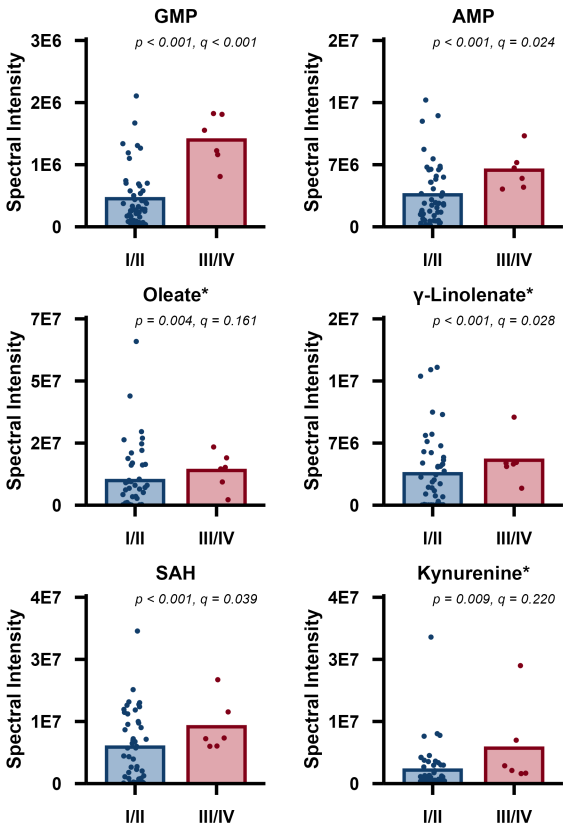 GMP
p < 0.001, q < 0.001
Spectral Intensity
3E6
2E6
1E6
0
I/II
III/IV
AMP
p < 0.001, q = 0.024
Spectral Intensity
2E7
1E7
7E6
0
I/II
III/IV
Oleate*
p = 0.004, q = 0.161
Spectral Intensity
7E7
5E7
2E7
0
I/II
III/IV
γ-Linolenate*
p < 0.001, q = 0.028
Spectral Intensity
2E7
1E7
7E6
0
I/II
III/IV
SAH
p < 0.001, q = 0.039
Spectral Intensity
4E7
3E7
1E7
0
I/II
III/IV
Kynurenine*
p = 0.009, q = 0.220
Spectral Intensity
4E7
3E7
1E7
0
I/II
III/IV